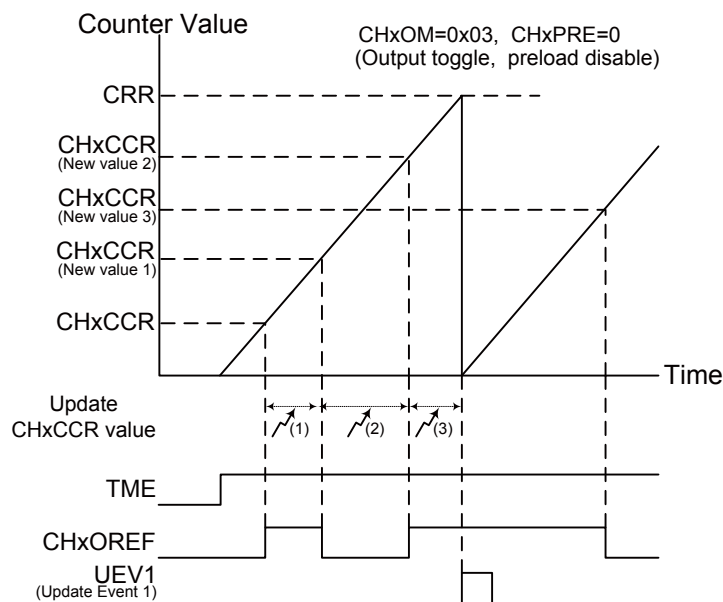 Counter Value
CHxOM=0x03, CHxPRE=0
(Output toggle, preload disable)
CRR
CHxCCR
(New value 2)
CHxCCR
(New value 3)
CHxCCR
(New value 1)
CHxCCR
Time
Update
CHxCCR value
(1)
(2)
(3)
TME
CHxOREF
UEV1
(Update Event 1)